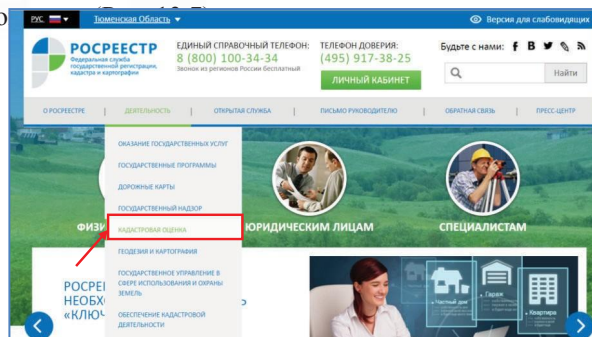 РУС Тюменская Область Версия для слабовидящих
РОСРЕЕСТР
Федеральная служба
государственной регистрации,
кадастра и картографии
ЕДИНЫЙ СПРАВОЧНЫЙ ТЕЛЕФОН:
8 (800) 100-34-34
Звонок из регионов России бесплатный
ТЕЛЕФОН ДОВЕРИЯ:
(495) 917-38-25
ЛИЧНЫЙ КАБИНЕТ
Будьте с нами:
Найти
О РОСРЕЕСТРЕ | ДЕЯТЕЛЬНОСТЬ | ОТКРЫТАЯ СЛУЖБА | ПИСЬМО РУКОВОДИТЕЛЮ | ОБРАТНАЯ СВЯЗЬ | ПРЕСС-ЦЕНТР
ОКАЗАНИЕ ГОСУДАРСТВЕННЫХ УСЛУГ
ГОСУДАРСТВЕННЫЕ ПРОГРАММЫ
ДОРОЖНЫЕ КАРТЫ
ГОСУДАРСТВЕННЫЙ НАДЗОР
КАДАСТРОВАЯ ОЦЕНКА
ГЕОДЕЗИЯ И КАРТОГРАФИЯ
ГОСУДАРСТВЕННОЕ УПРАВЛЕНИЕ В
СФЕРЕ ИСПОЛЬЗОВАНИЯ И ОХРАНЫ
ЗЕМЕЛЬ
ОБЕСПЕЧЕНИЕ КАДАСТРОВОЙ
ДЕЯТЕЛЬНОСТИ
ФИЗИ
ЮРИДИЧЕСКИМ ЛИЦАМ
СПЕЦИАЛИСТАМ
РОСРЕ
НЕОБХ
«КЛЮЧ
Частный дом
Гараж
Квартира